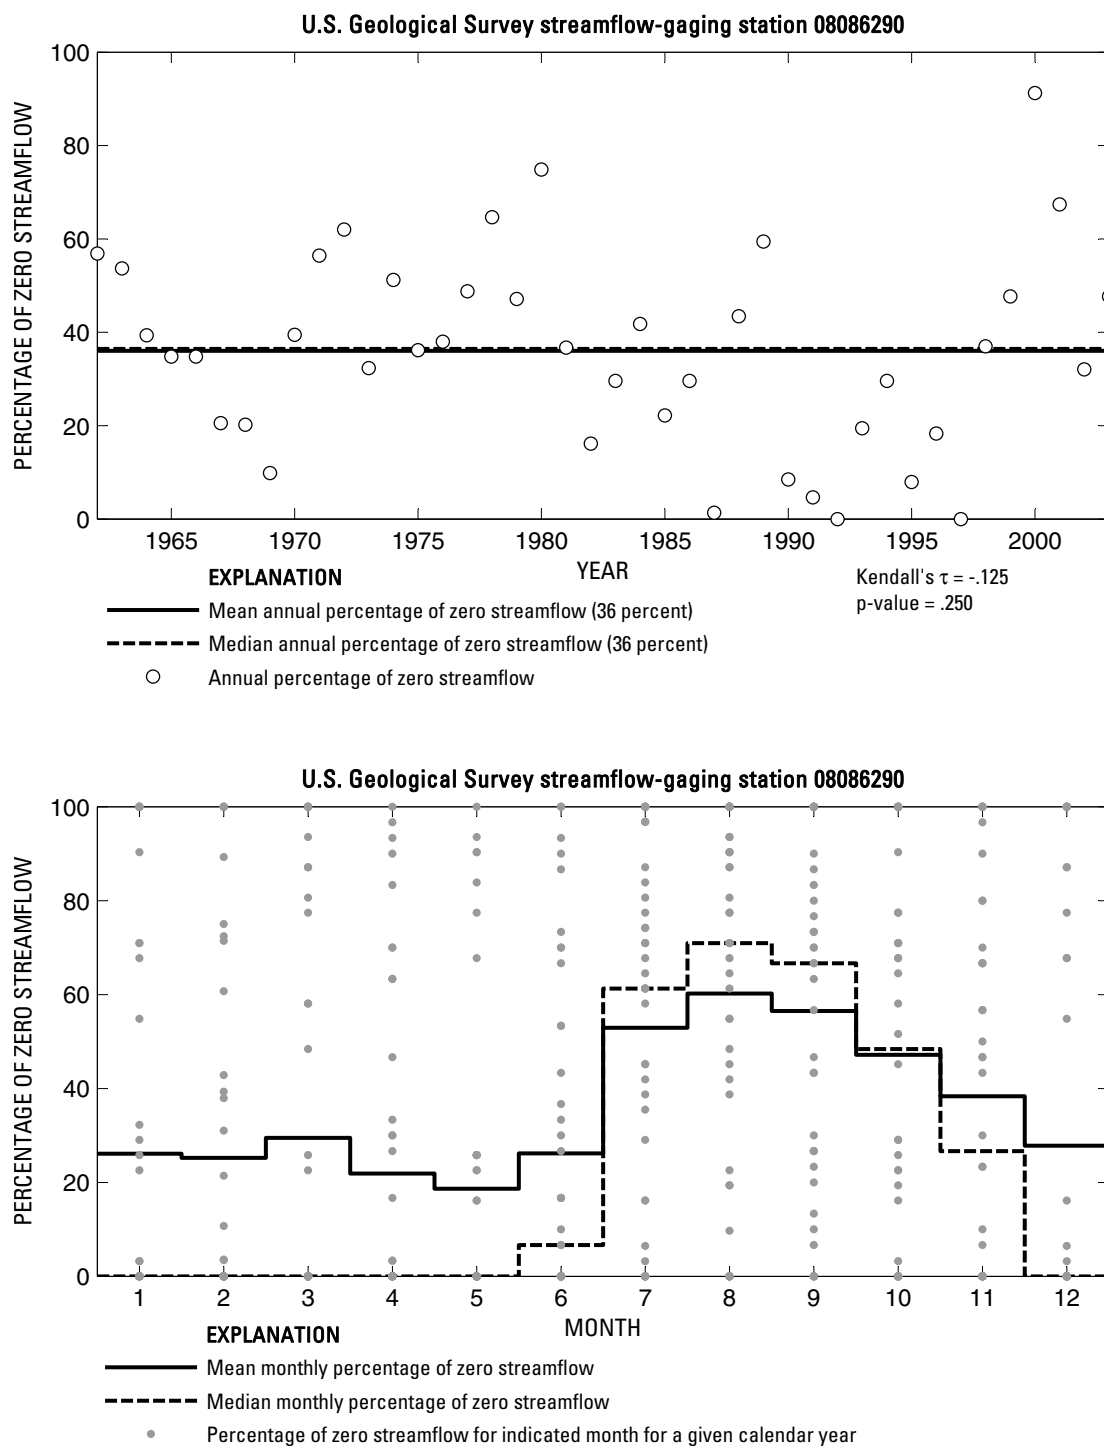 U.S. Geological Survey streamflow-gaging station 08086290
PERCENTAGE OF ZERO STREAMFLOW
100
80
60
40
20
0
1965 1970 1975 1980 1985 1990 1995 2000
YEAR
EXPLANATION
Mean annual percentage of zero streamflow (36 percent)
Median annual percentage of zero streamflow (36 percent)
Annual percentage of zero streamflow
Kendall's τ = -.125
p-value = .250
U.S. Geological Survey streamflow-gaging station 08086290
PERCENTAGE OF ZERO STREAMFLOW
100
80
60
40
20
0
1 2 3 4 5 6 7 8 9 10 11 12
MONTH
EXPLANATION
Mean monthly percentage of zero streamflow
Median monthly percentage of zero streamflow
Percentage of zero streamflow for indicated month for a given calendar year